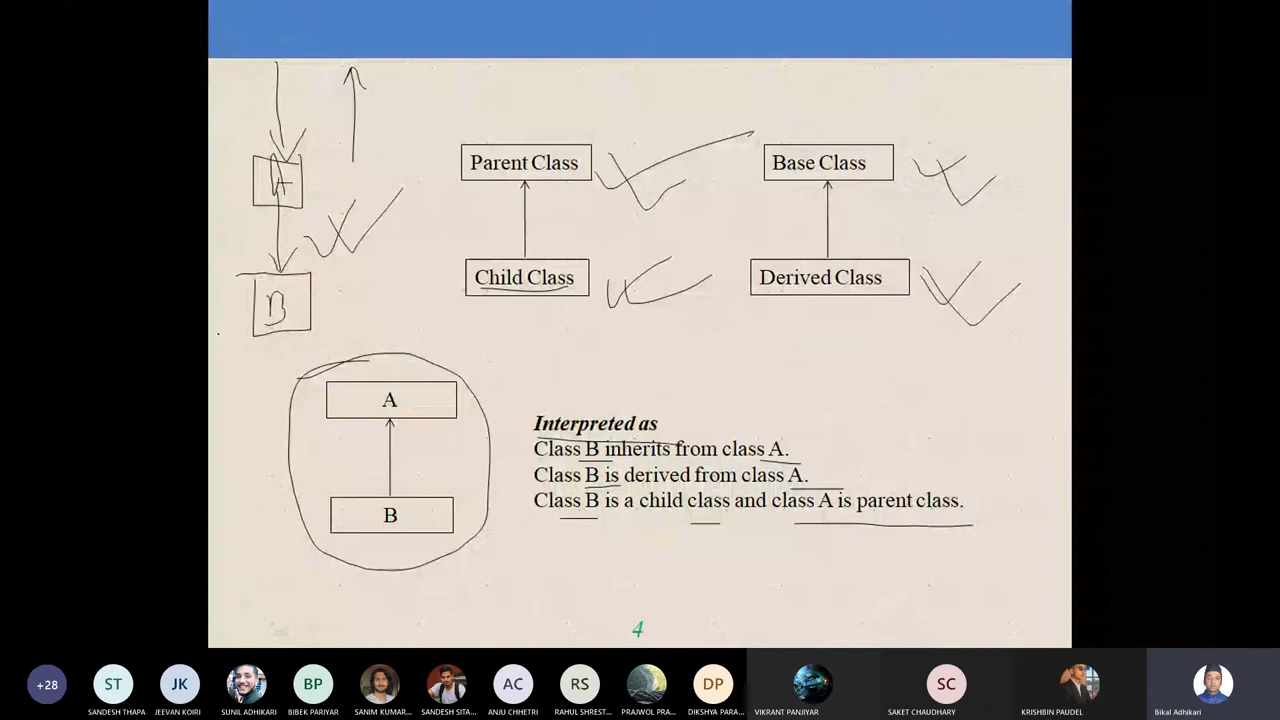 A
B
Parent Class
Base Class
Child Class
Derived Class
A
B
Interpreted as
Class B inherits from class A.
Class B is derived from class A.
Class B is a child class and class A is parent class.
4
+28
ST
JK
BP
AC
RS
DP
SC
SANDESH THAPA
JEEVAN KOIRI
SUNIL ADHIKARI
BIBEK PARIYAR
SANIM KUMAR...
SANDESH SITA...
ANJU CHHETRI
RAHUL SHREST...
PRAJWOL PRA...
DIKSHYA PARA...
VIKRANT PANJIYAR
SAKET CHAUDHARY
KRISHBIN PAUDEL
Bikal Adhikari